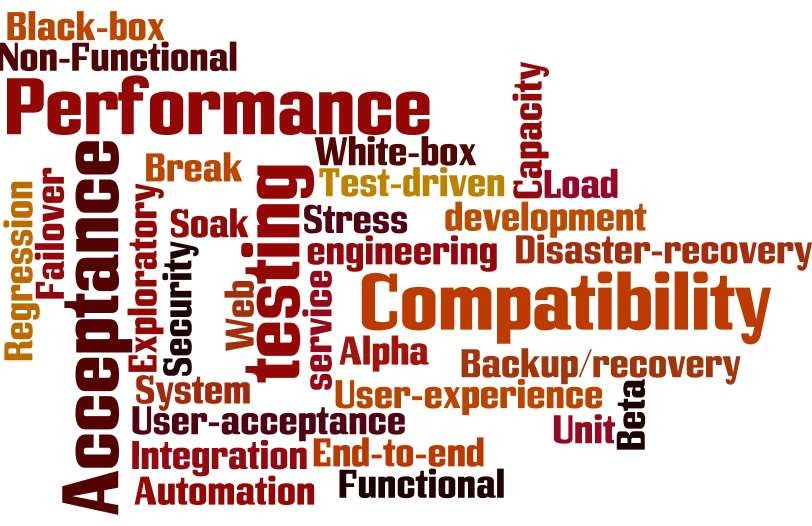 Black-box
Non-Functional
Performance
Acceptance
Break
testing
White-box
Capacity
Test-driven
Load
Regression
Failover
Exploratory
Soak
Stress
development
Security
engineering
Disaster-recovery
Web
service
Compatibility
Alpha
Backup/recovery
System
User-experience
Beta
User-acceptance
Unit
Integration
End-to-end
Automation
Functional